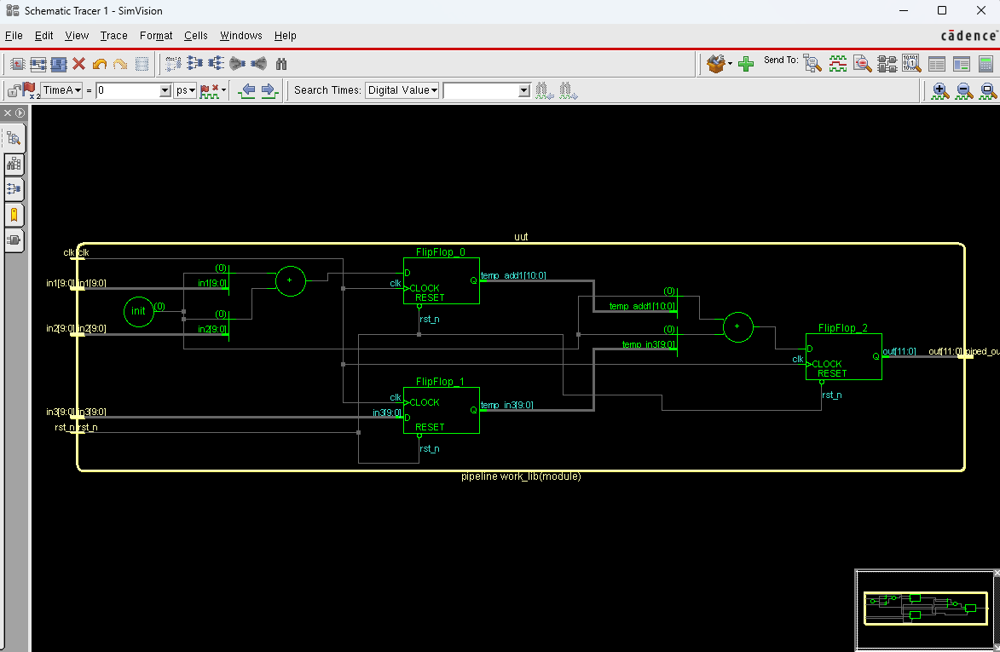 Schematic Tracer 1 - SimVision
File Edit View Trace Format Cells Windows Help
cādence
Send To:
TimeA = 0 ps Search Times: Digital Value
uut
clk clk
in1[9:0] in1[9:0]
(0)
in1[9:0]
+
init (0)
in2[9:0] in2[9:0]
(0)
in2[9:0]
in3[9:0] in3[9:0]
rst_n rst_n
FlipFlop_0
D
clk CLOCK
Q
RESET
rst_n
temp_add1[10:0]
FlipFlop_1
clk CLOCK
in3[9:0] D
Q
RESET
rst_n
temp_in3[9:0]
(0)
temp_add1[10:0]
(0)
temp_in3[9:0]
+
FlipFlop_2
D
clk CLOCK
Q
RESET
rst_n
out[11:0]
out[11:0] piped_ou
pipeline work_lib(module)